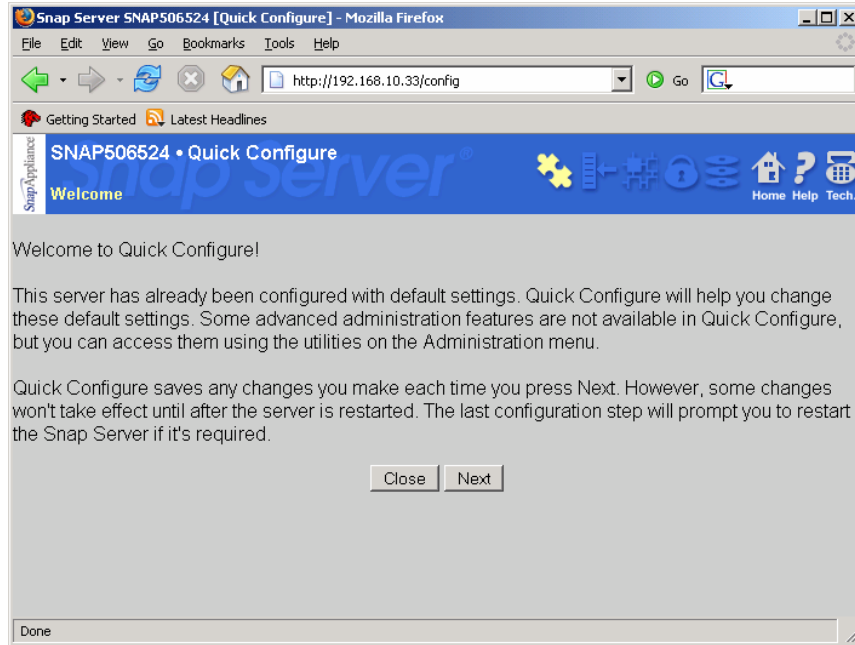 Snap Server SNAP506524 [Quick Configure] - Mozilla Firefox
File Edit View Go Bookmarks Tools Help
http://192.168.10.33/config Go G
Getting Started Latest Headlines
SnapAppliance
SNAP506524 • Quick Configure
Snap Server®
Welcome
Home Help Tech.
Welcome to Quick Configure!
This server has already been configured with default settings. Quick Configure will help you change
these default settings. Some advanced administration features are not available in Quick Configure,
but you can access them using the utilities on the Administration menu.
Quick Configure saves any changes you make each time you press Next. However, some changes
won't take effect until after the server is restarted. The last configuration step will prompt you to restart
the Snap Server if it's required.
Close Next
Done